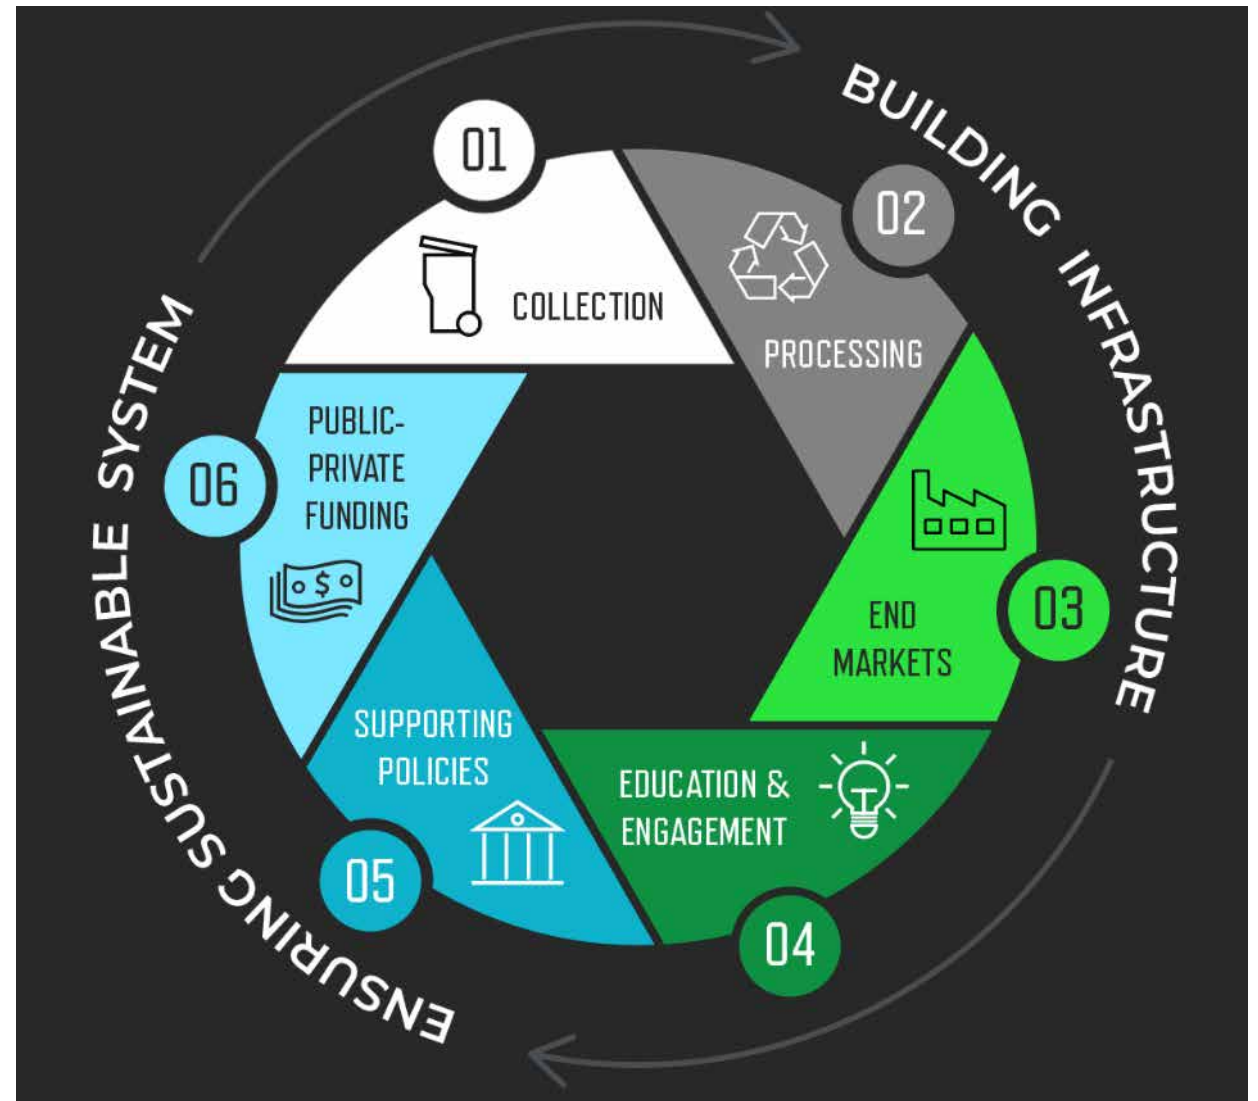 BUILDING INFRASTRUCTURE
01
COLLECTION
02
PROCESSING
03
END
MARKETS
04
EDUCATION &
ENGAGEMENT
05
SUPPORTING
POLICIES
06
PUBLIC-
PRIVATE
FUNDING
$
ENSURING SUSTAINABLE SYSTEM